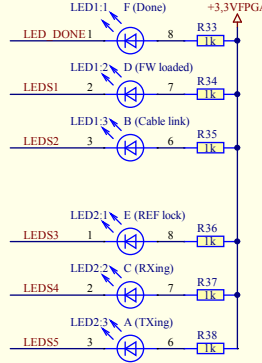 LED1:1 F (Done) +3,3VFPGA
LED_DONE 1 8 R33
1k
LED1:2 D (FW loaded)
LEDS1 2 7 R34
1k
LED1:3 B (Cable link)
LEDS2 3 6 R35
1k
LED2:1 E (REF lock)
LEDS3 1 8 R36
1k
LED2:2 C (RXing)
LEDS4 2 7 R37
1k
LED2:3 A (TXing)
LEDS5 3 6 R38
1k